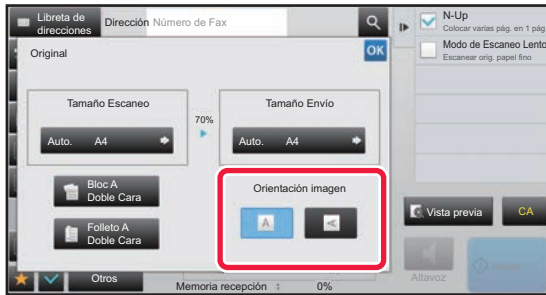 Libreta de
direcciones
Dirección
Número de Fax
N-Up
Colocar varias pág. en 1 pág
Modo de Escaneo Lento
Escanear orig. papel fino
Original
OK
Tamaño Escaneo
Auto. A4
70%
Tamaño Envío
Auto. A4
Bloc A
Doble Cara
Folleto A
Doble Cara
Orientación imagen
A
A
Vista previa
CA
Otros
Memoria recepción : 0%
Altavoz